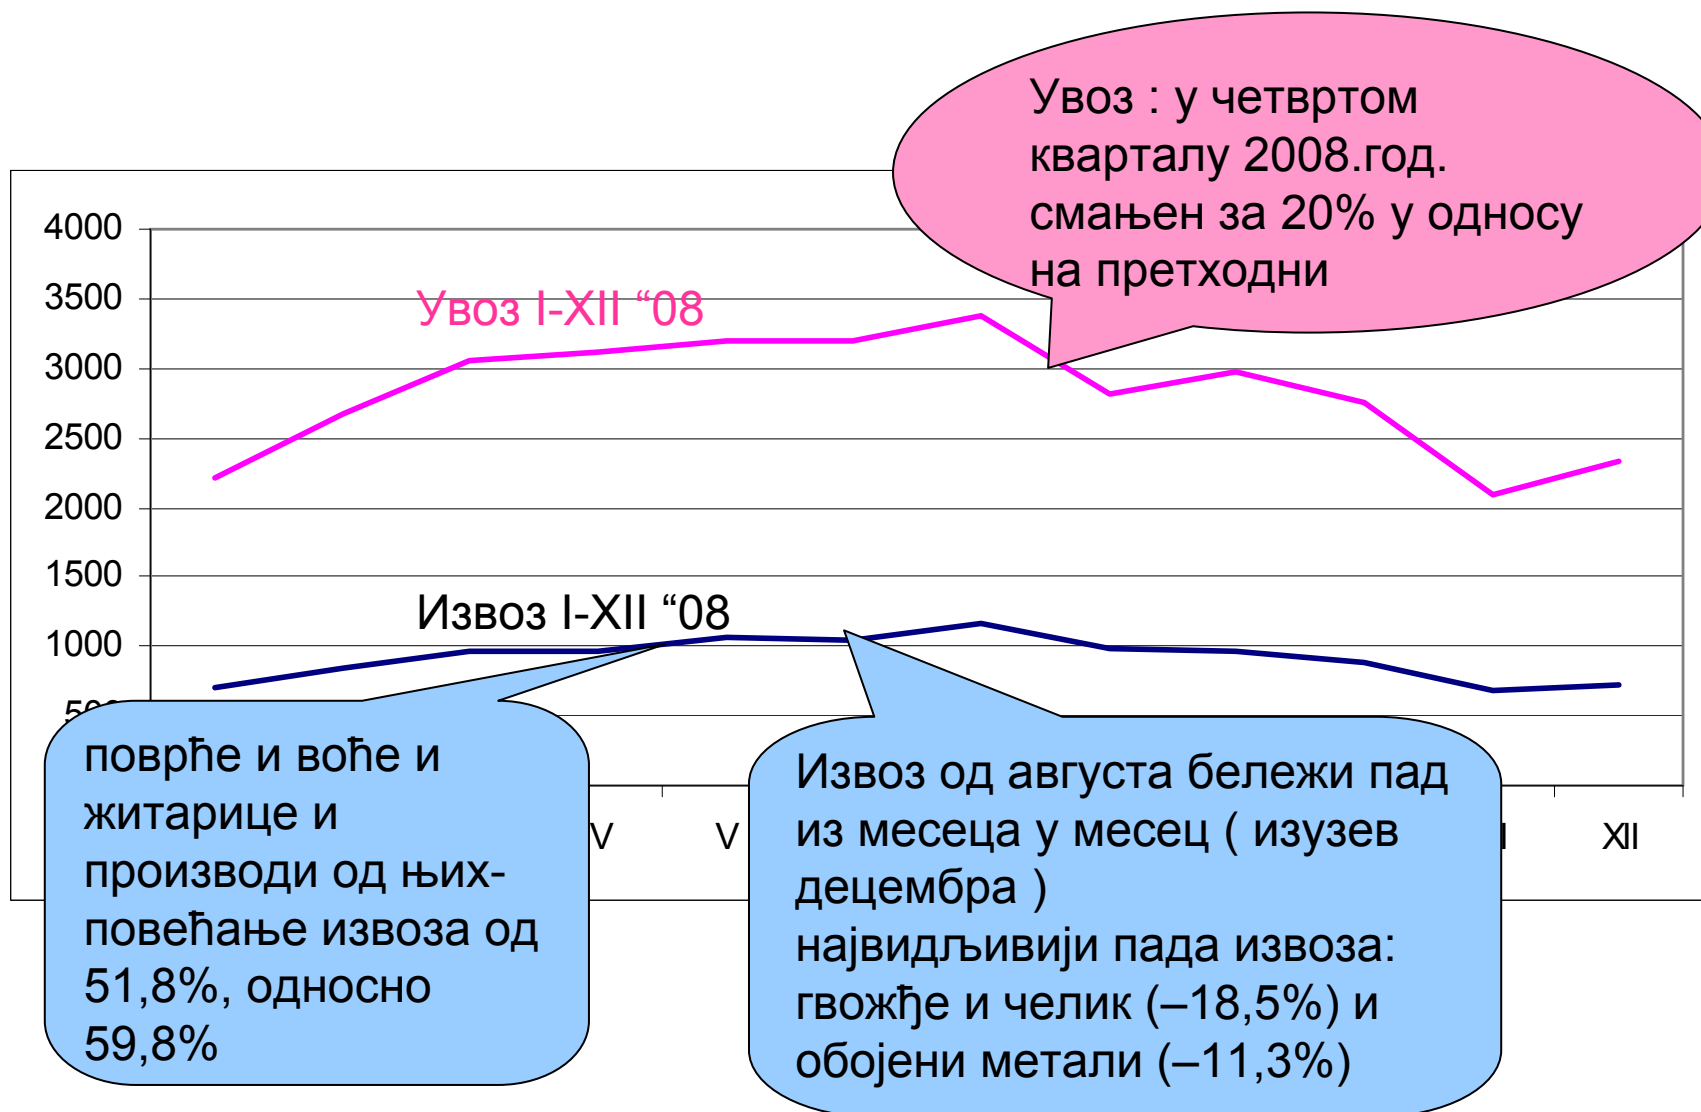 Увоз : у четвртом
кварталу 2008.год.
смањен за 20% у односу
на претходни
4000
3500
3000
2500
2000
1500
1000
Увоз I-XII “08
Извоз I-XII “08
V
V
XII
поврће и воће и
житарице и
производи од њих-
повећање извоза од
51,8%, односно
59,8%
Извоз од августа бележи пад
из месеца у месец ( изузев
децембра )
највидљивији пада извоза:
гвожђе и челик (–18,5%) и
обојени метали (–11,3%)